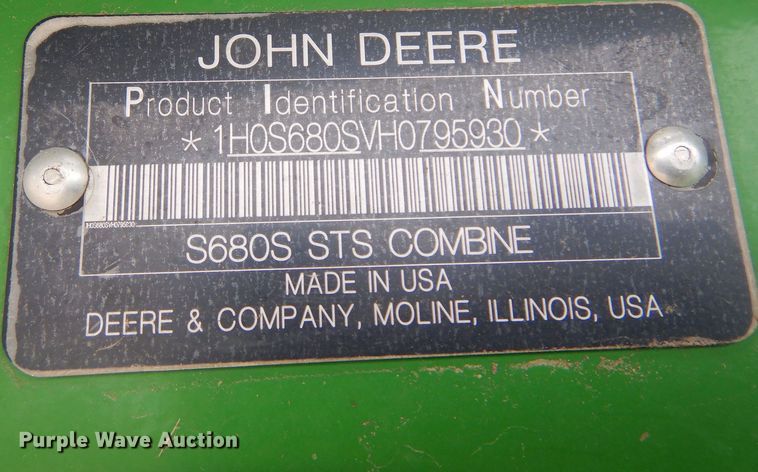 JOHN DEERE
Product Identification Number
*1H0S680SVH0795930*
1H0S680SVH0795930
S680S STS COMBINE
MADE IN USA
DEERE & COMPANY, MOLINE, ILLINOIS, USA
Purple Wave Auction